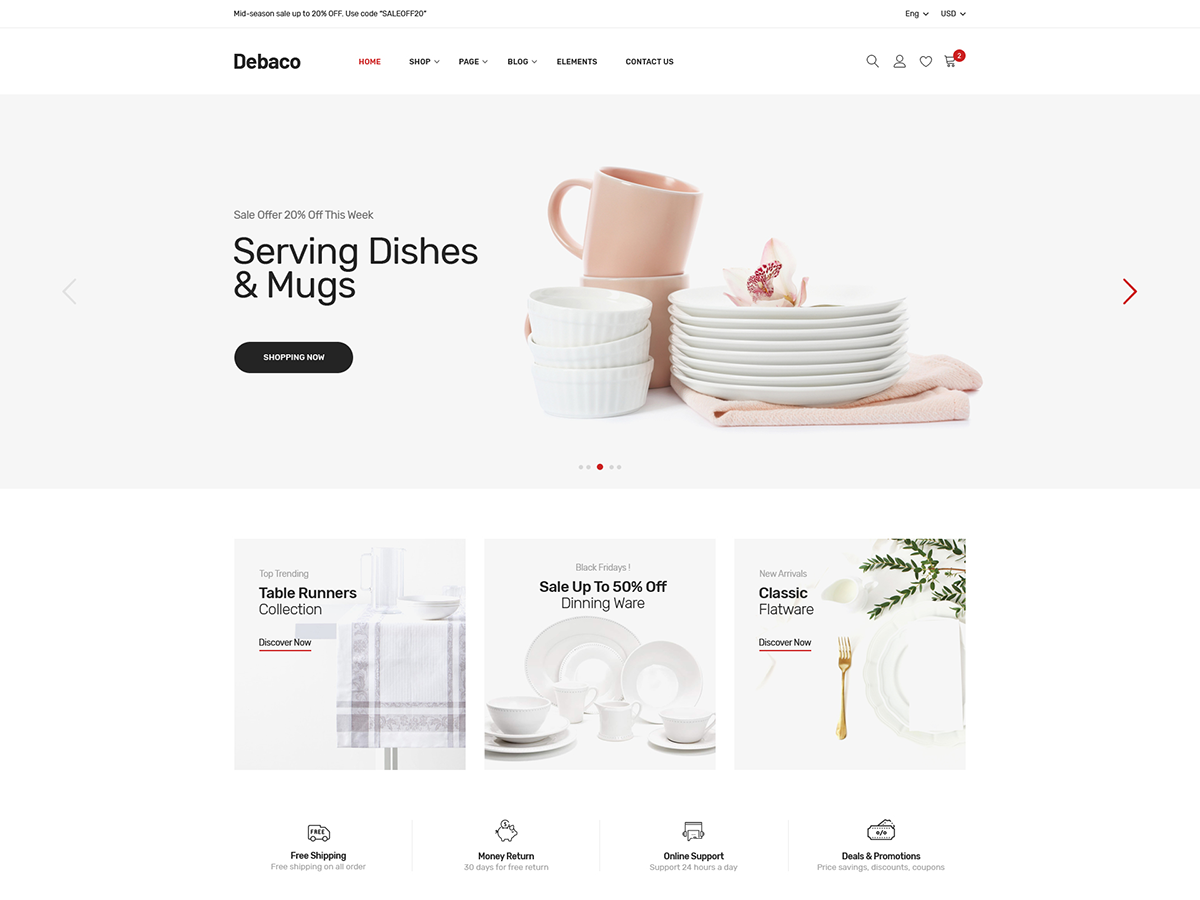 Mid-season sale up to 20% OFF. Use code "SALEOFF20"
Eng
USD
Debaco
HOME
SHOP
PAGE
BLOG
ELEMENTS
CONTACT US
2
Sale Offer 20% Off This Week
Serving Dishes
& Mugs
SHOPPING NOW
Top Trending
Table Runners
Collection
Discover Now
Black Fridays !
Sale Up To 50% Off
Dinning Ware
New Arrivals
Classic
Flatware
Discover Now
FREE
Free Shipping
Free shipping on all order
$
Money Return
30 days for free return
Online Support
Support 24 hours a day
Deals & Promotions
Price savings, discounts, coupons